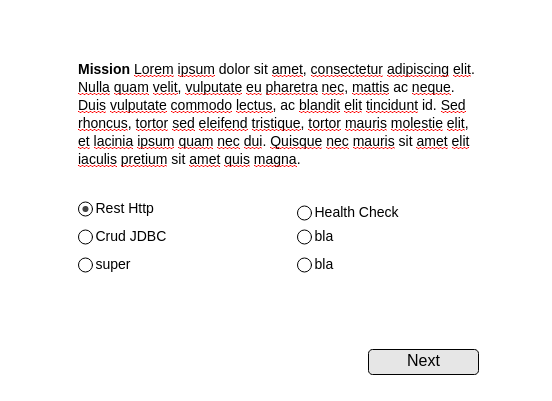 Mission Lorem ipsum dolor sit amet, consectetur adipiscing elit.
Nulla quam velit, vulputate eu pharetra nec, mattis ac neque.
Duis vulputate commodo lectus, ac blandit elit tincidunt id. Sed
rhoncus, tortor sed eleifend tristique, tortor mauris molestie elit,
et lacinia ipsum quam nec dui. Quisque nec mauris sit amet elit
iaculis pretium sit amet quis magna.
Rest Http
Crud JDBC
super
Health Check
bla
bla
Next